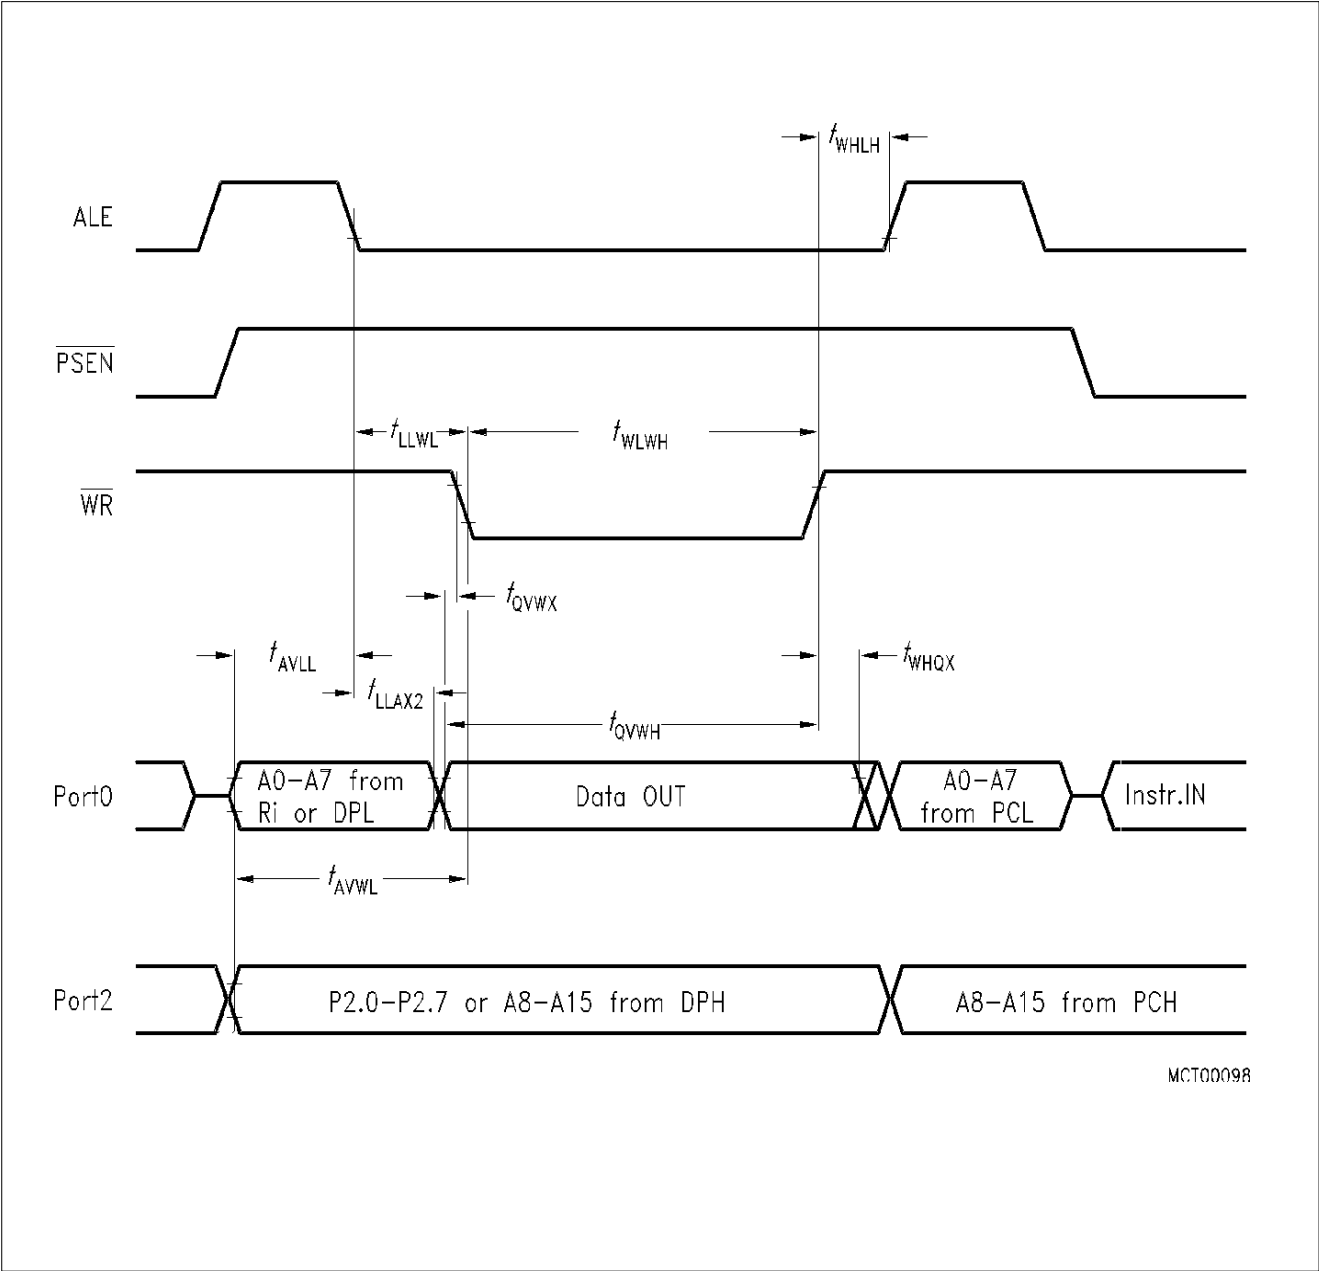 tWHLH
ALE
PSEN
tLLWL
tWLWH
WR
tQVWX
tAVLL
tWHQX
tLLAX2
tQVWH
Port0
A0-A7 from
Ri or DPL
Data OUT
A0-A7
from PCL
Instr.IN
tAVWL
Port2
P2.0-P2.7 or A8-A15 from DPH
A8-A15 from PCH
MCT00098